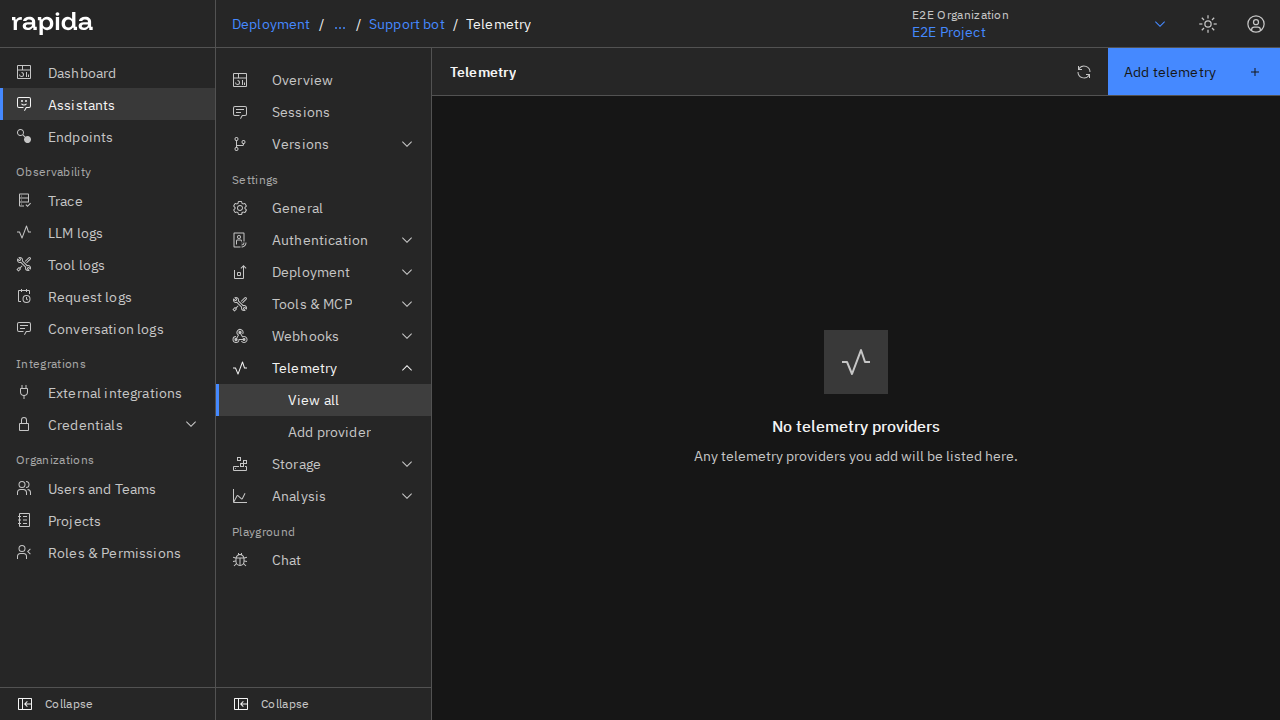 rapida
Deployment / ... / Support bot / Telemetry
E2E Organization
E2E Project
Dashboard
Assistants
Endpoints
Observability
Trace
LLM logs
Tool logs
Request logs
Conversation logs
Integrations
External integrations
Credentials
Organizations
Users and Teams
Projects
Roles & Permissions
Collapse
Overview
Sessions
Versions
Settings
General
Authentication
Deployment
Tools & MCP
Webhooks
Telemetry
View all
Add provider
Storage
Analysis
Playground
Chat
Collapse
Telemetry
Add telemetry +
No telemetry providers
Any telemetry providers you add will be listed here.